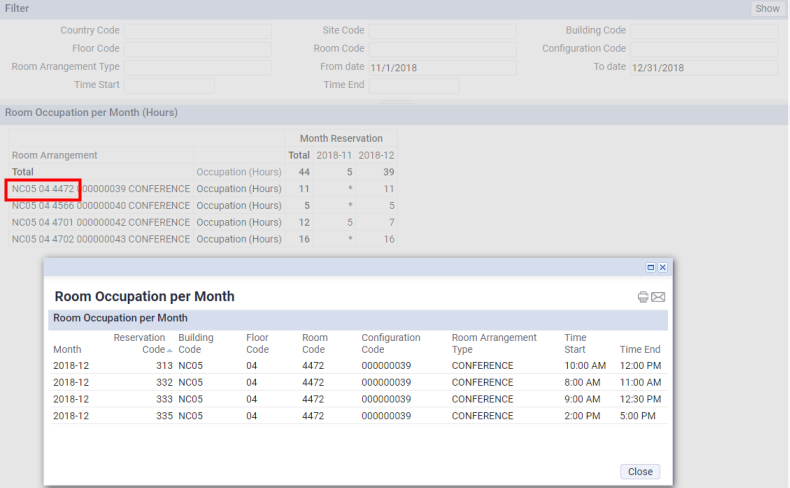 Filter Show
Country Code Site Code Building Code
Floor Code Room Code Configuration Code
Room Arrangement Type From date 11/1/2018 To date 12/31/2018
Time Start Time End
Room Occupation per Month (Hours)
Month Reservation
Room Arrangement Total 2018-11 2018-12
Total Occupation (Hours) 44 5 39
NC05 04 4472 000000039 CONFERENCE Occupation (Hours) 11 * 11
NC05 04 4566 000000040 CONFERENCE Occupation (Hours) 5 * 5
NC05 04 4701 000000042 CONFERENCE Occupation (Hours) 12 5 7
NC05 04 4702 000000043 CONFERENCE Occupation (Hours) 16 * 16
Room Occupation per Month
Room Occupation per Month
Reservation Building Floor Room Configuration Room Arrangement Time
Month Code Code Code Code Code Type Start Time End
2018-12 313 NC05 04 4472 000000039 CONFERENCE 10:00 AM 12:00 PM
2018-12 332 NC05 04 4472 000000039 CONFERENCE 8:00 AM 11:00 AM
2018-12 333 NC05 04 4472 000000039 CONFERENCE 9:00 AM 12:30 PM
2018-12 335 NC05 04 4472 000000039 CONFERENCE 2:00 PM 5:00 PM
Close